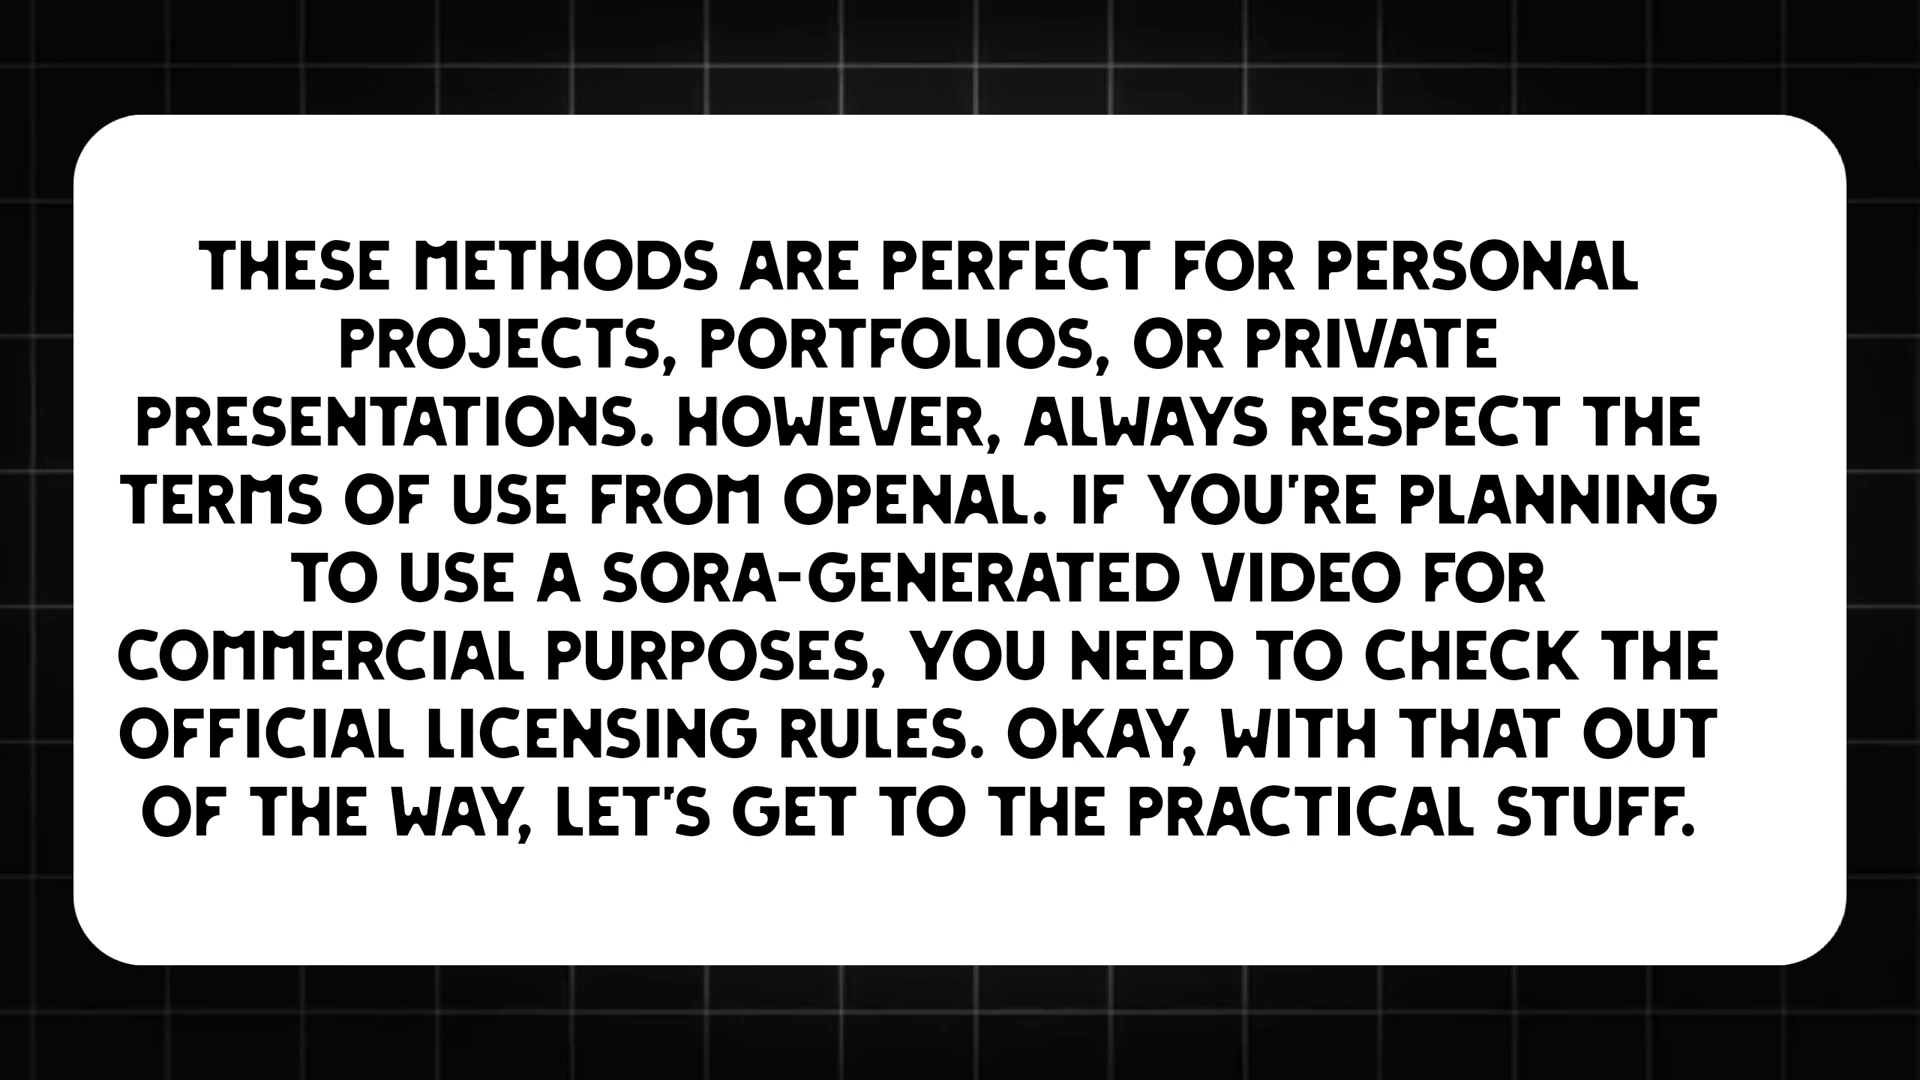 THESE METHODS ARE PERFECT FOR PERSONAL
PROJECTS, PORTFOLIOS, OR PRIVATE
PRESENTATIONS. HOWEVER, ALWAYS RESPECT THE
TERMS OF USE FROM OPENAL. IF YOU'RE PLANNING
TO USE A SORA-GENERATED VIDEO FOR
COMMERCIAL PURPOSES, YOU NEED TO CHECK THE
OFFICIAL LICENSING RULES. OKAY, WITH THAT OUT
OF THE WAY, LET'S GET TO THE PRACTICAL STUFF.